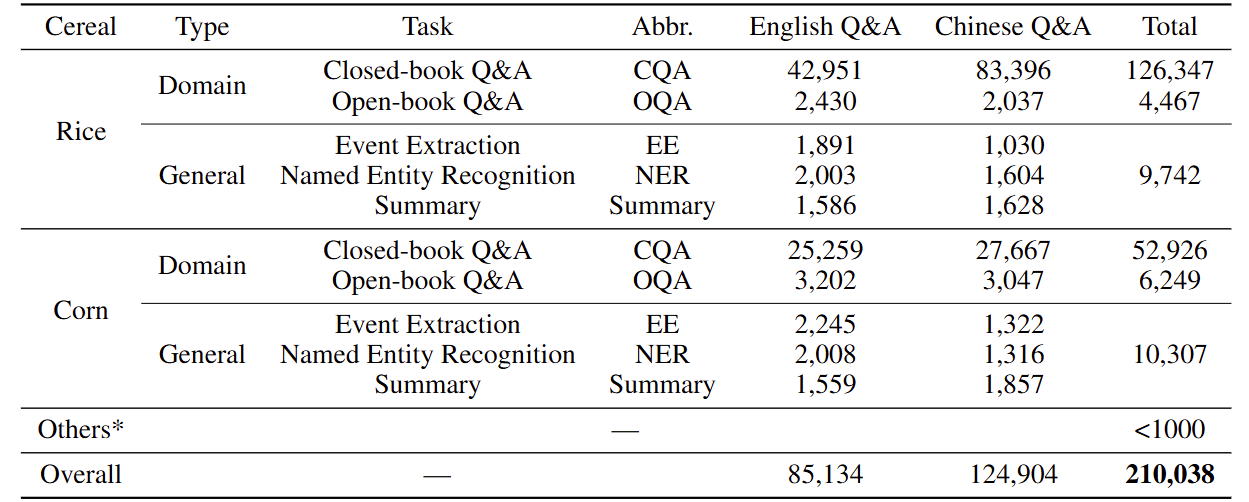 Cereal Type Task Abbr. English Q&A Chinese Q&A Total
Rice Domain Closed-book Q&A CQA 42,951 83,396 126,347
Open-book Q&A OQA 2,430 2,037 4,467
General Event Extraction EE 1,891 1,030 9,742
Named Entity Recognition NER 2,003 1,604
Summary Summary 1,586 1,628
Corn Domain Closed-book Q&A CQA 25,259 27,667 52,926
Open-book Q&A OQA 3,202 3,047 6,249
General Event Extraction EE 2,245 1,322 10,307
Named Entity Recognition NER 2,008 1,316
Summary Summary 1,559 1,857
Others* — <1000
Overall — 85,134 124,904 210,038